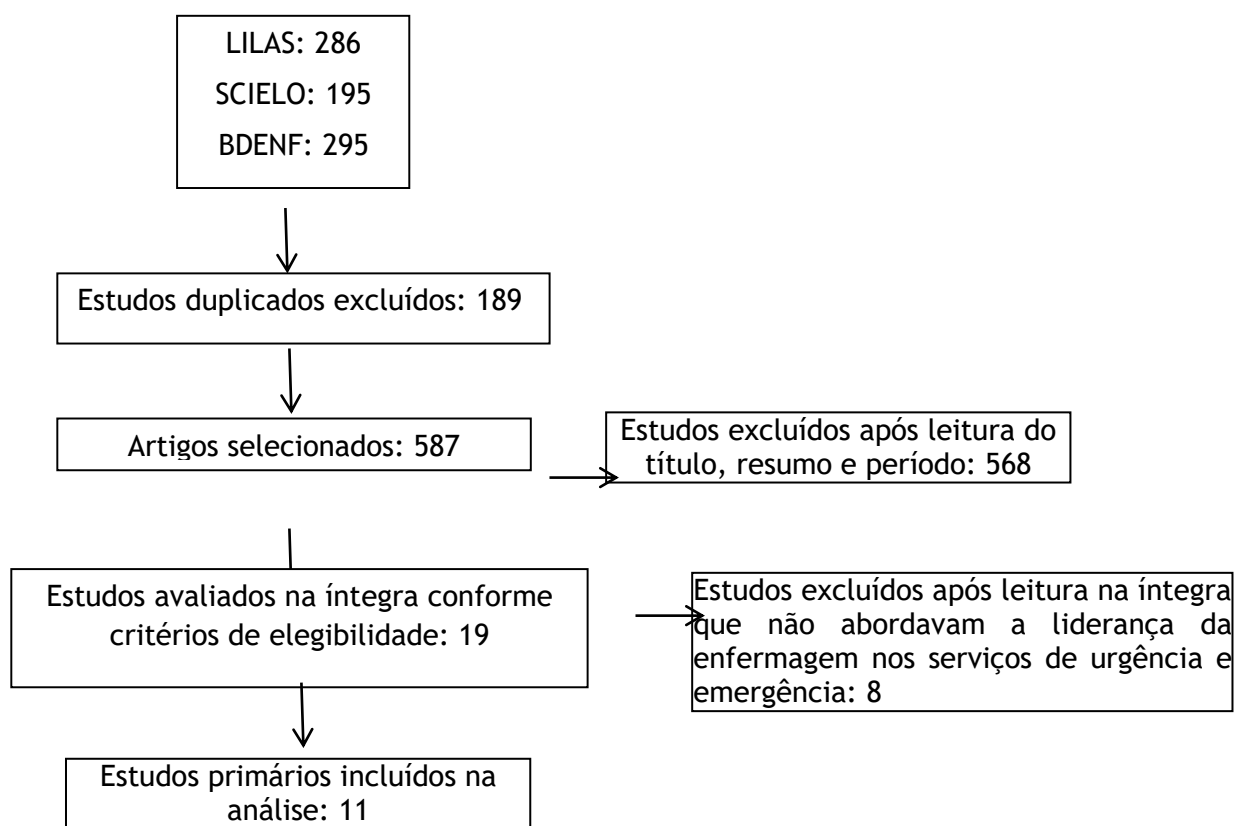 LILAS: 286
SCIELO: 195
BDENF: 295
Estudos duplicados excluídos: 189
Artigos selecionados: 587
Estudos excluídos após leitura do
título, resumo e período: 568
Estudos avaliados na íntegra conforme
critérios de elegibilidade: 19
Estudos excluídos após leitura na íntegra
que não abordavam a liderança da
enfermagem nos serviços de urgência e
emergência: 8
Estudos primários incluídos na
análise: 11